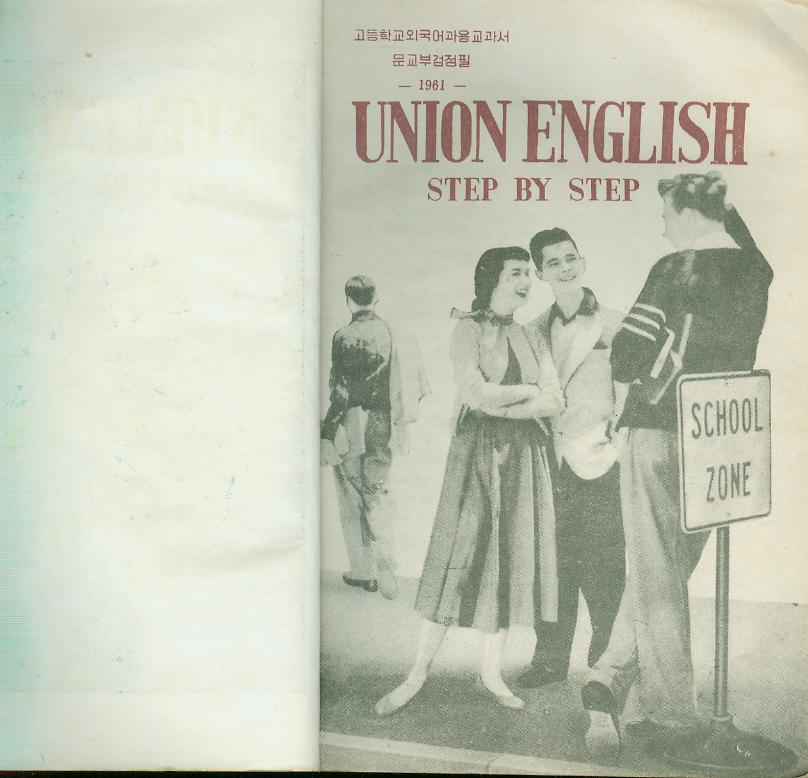 고등학교외국어과용교과서
문교부검정필
— 1961 —
UNION ENGLISH
STEP BY STEP
SCHOOL
ZONE